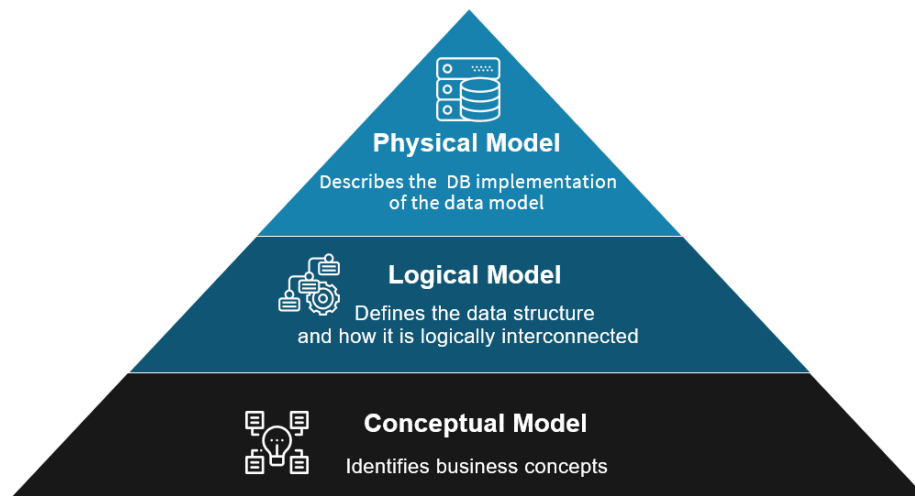 Physical Model
Describes the DB implementation
of the data model
Logical Model
Defines the data structure
and how it is logically interconnected
Conceptual Model
Identifies business concepts